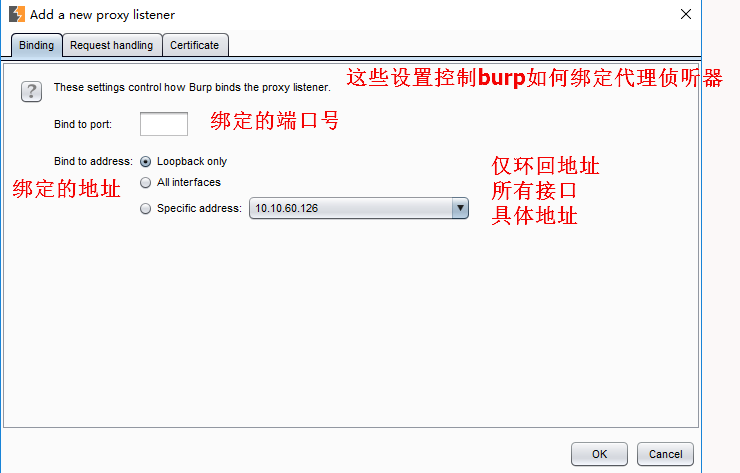 Add a new proxy listener
Binding Request handling Certificate
? These settings control how Burp binds the proxy listener. 这些设置控制burp如何绑定代理侦听器
Bind to port: 绑定的端口号
Bind to address: Loopback only 仅环回地址
绑定的地址 All interfaces 所有接口
Specific address: 10.10.60.126 具体地址
OK Cancel